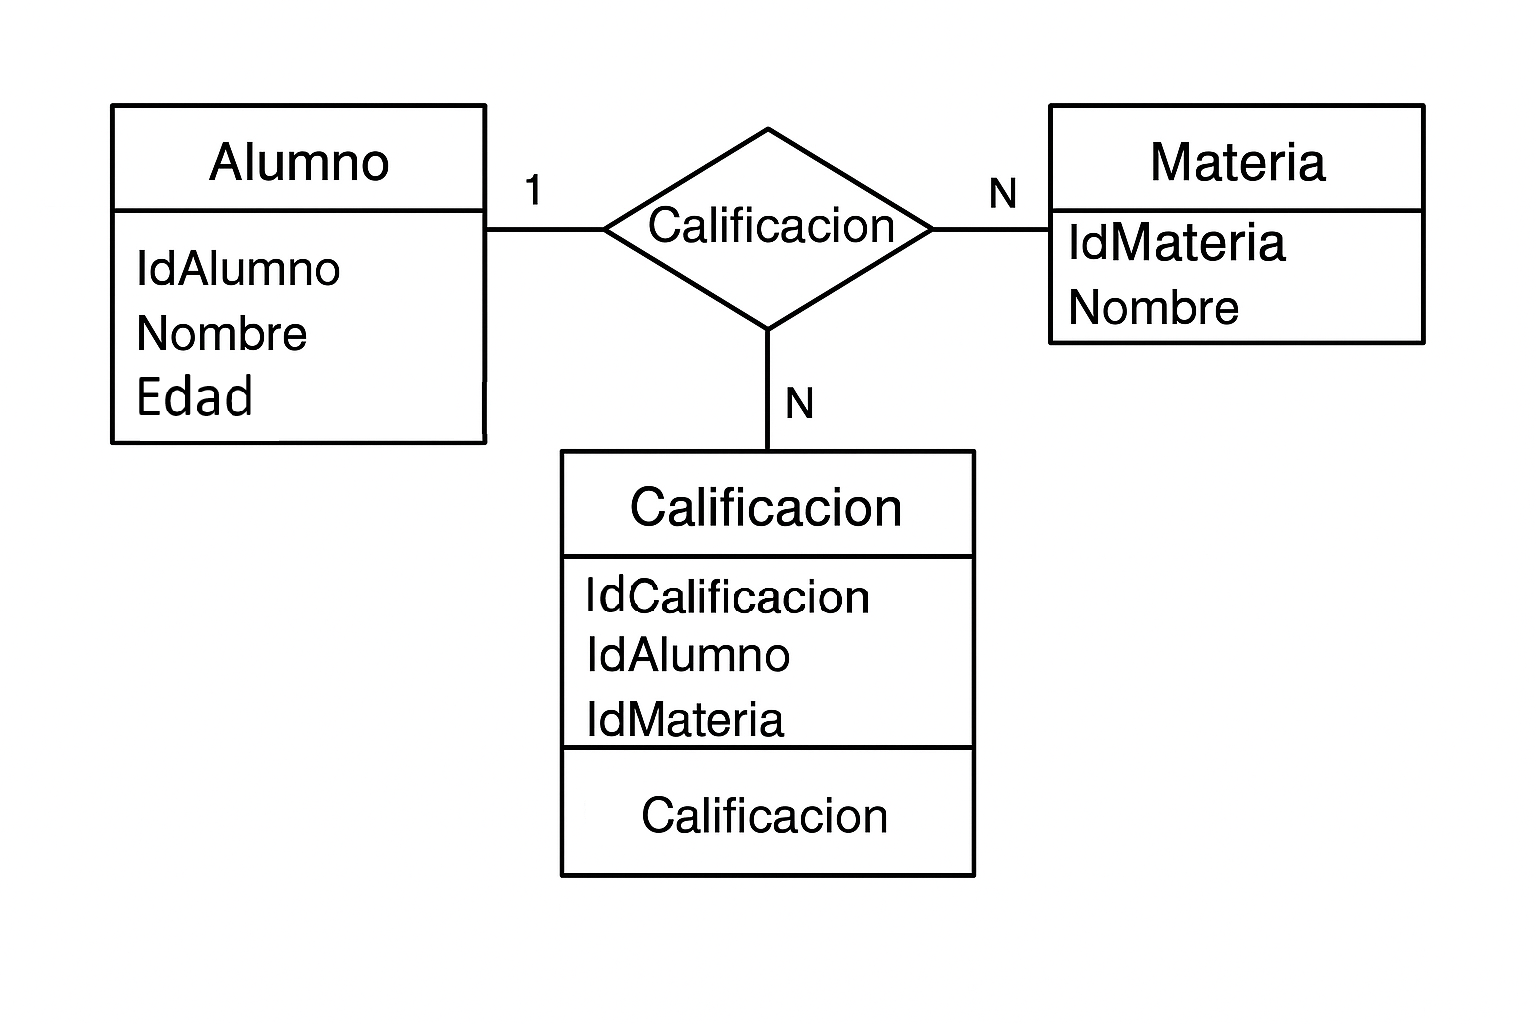 Alumno
IdAlumno
Nombre
Edad
1
Calificacion
N
Materia
IdMateria
Nombre
N
Calificacion
IdCalificacion
IdAlumno
IdMateria
Calificacion